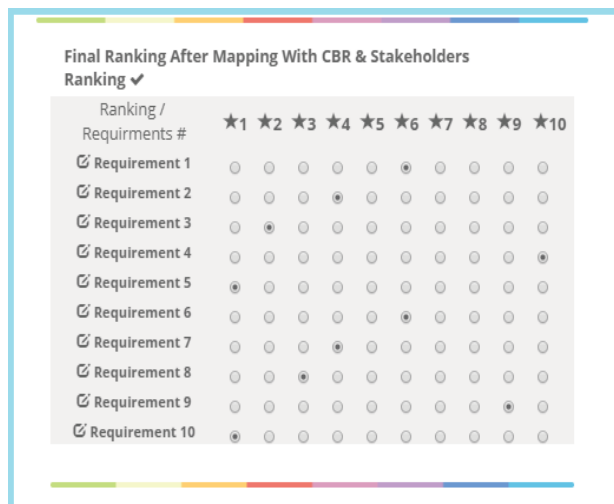 Final Ranking After Mapping With CBR & Stakeholders
Ranking ✔
Ranking /
Requirments #
★1 ★2 ★3 ★4 ★5 ★6 ★7 ★8 ★9 ★10
Requirement 1
Requirement 2
Requirement 3
Requirement 4
Requirement 5
Requirement 6
Requirement 7
Requirement 8
Requirement 9
Requirement 10